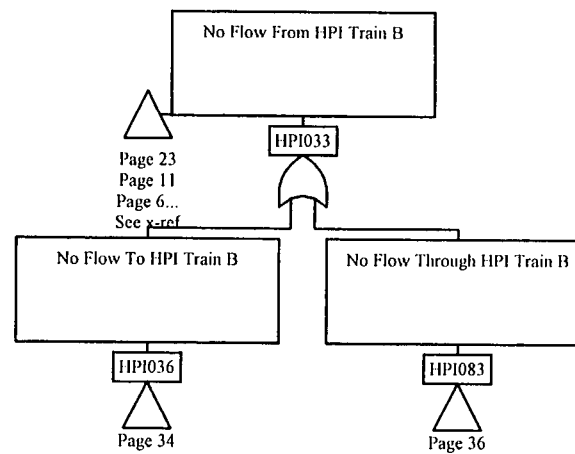 No Flow From HPI Train B
HPI033
Page 23
Page 11
Page 6...
See x-ref
No Flow To HPI Train B
No Flow Through HPI Train B
HPI036
HPI083
Page 34
Page 36